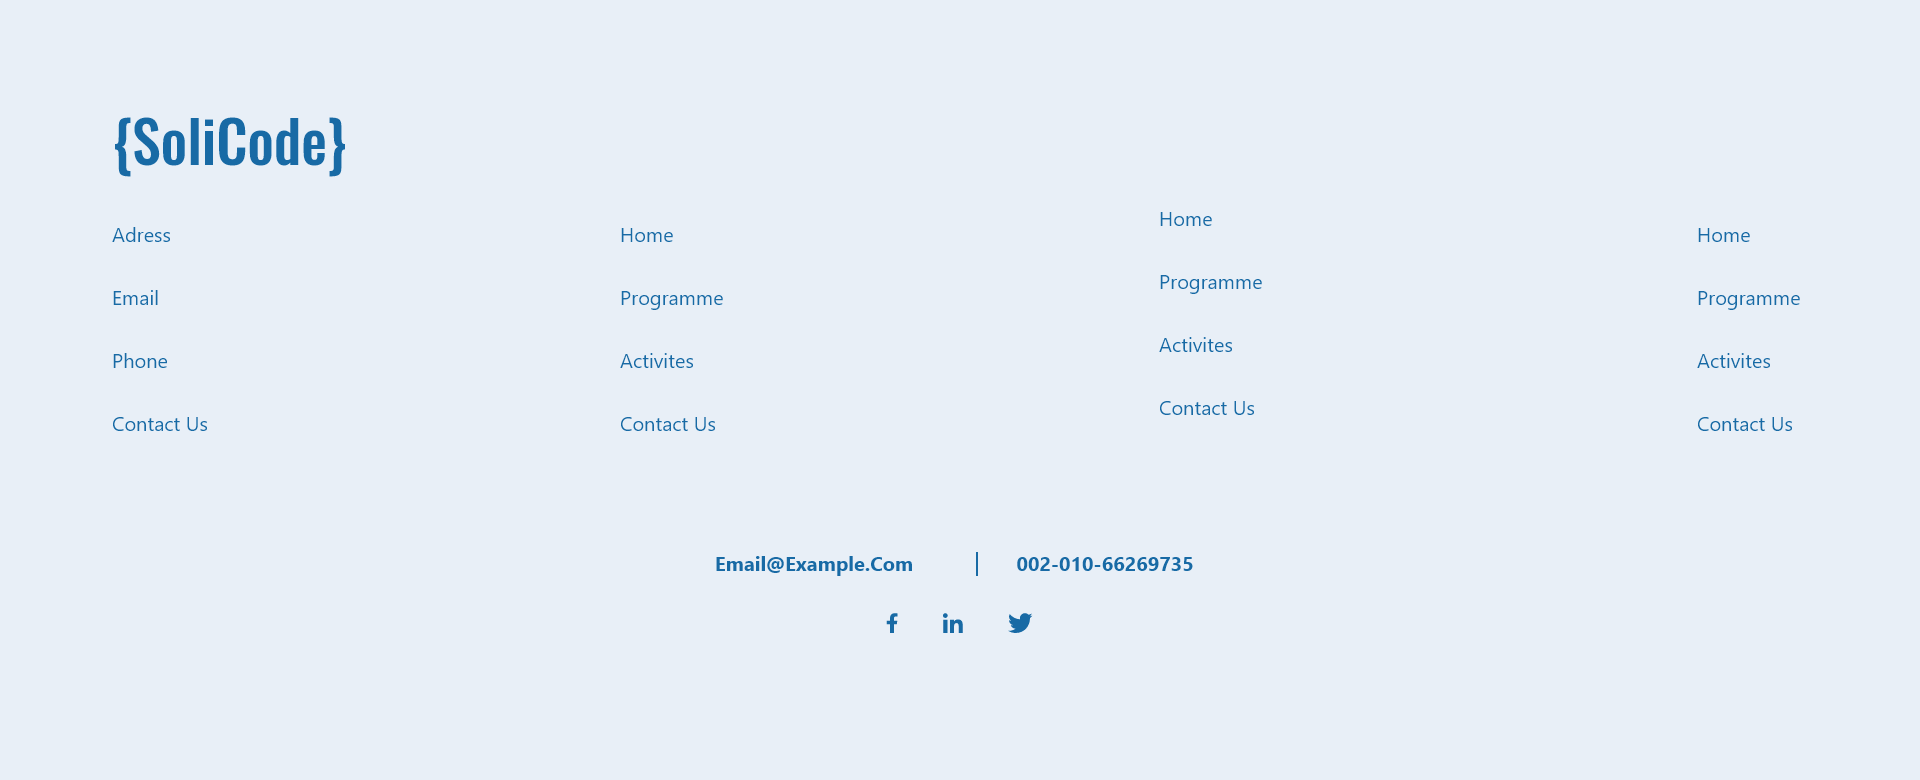 {SoliCode}
Adress
Email
Phone
Contact Us
Home
Programme
Activites
Contact Us
Home
Programme
Activites
Contact Us
Home
Programme
Activites
Contact Us
Email@Example.Com | 002-010-66269735